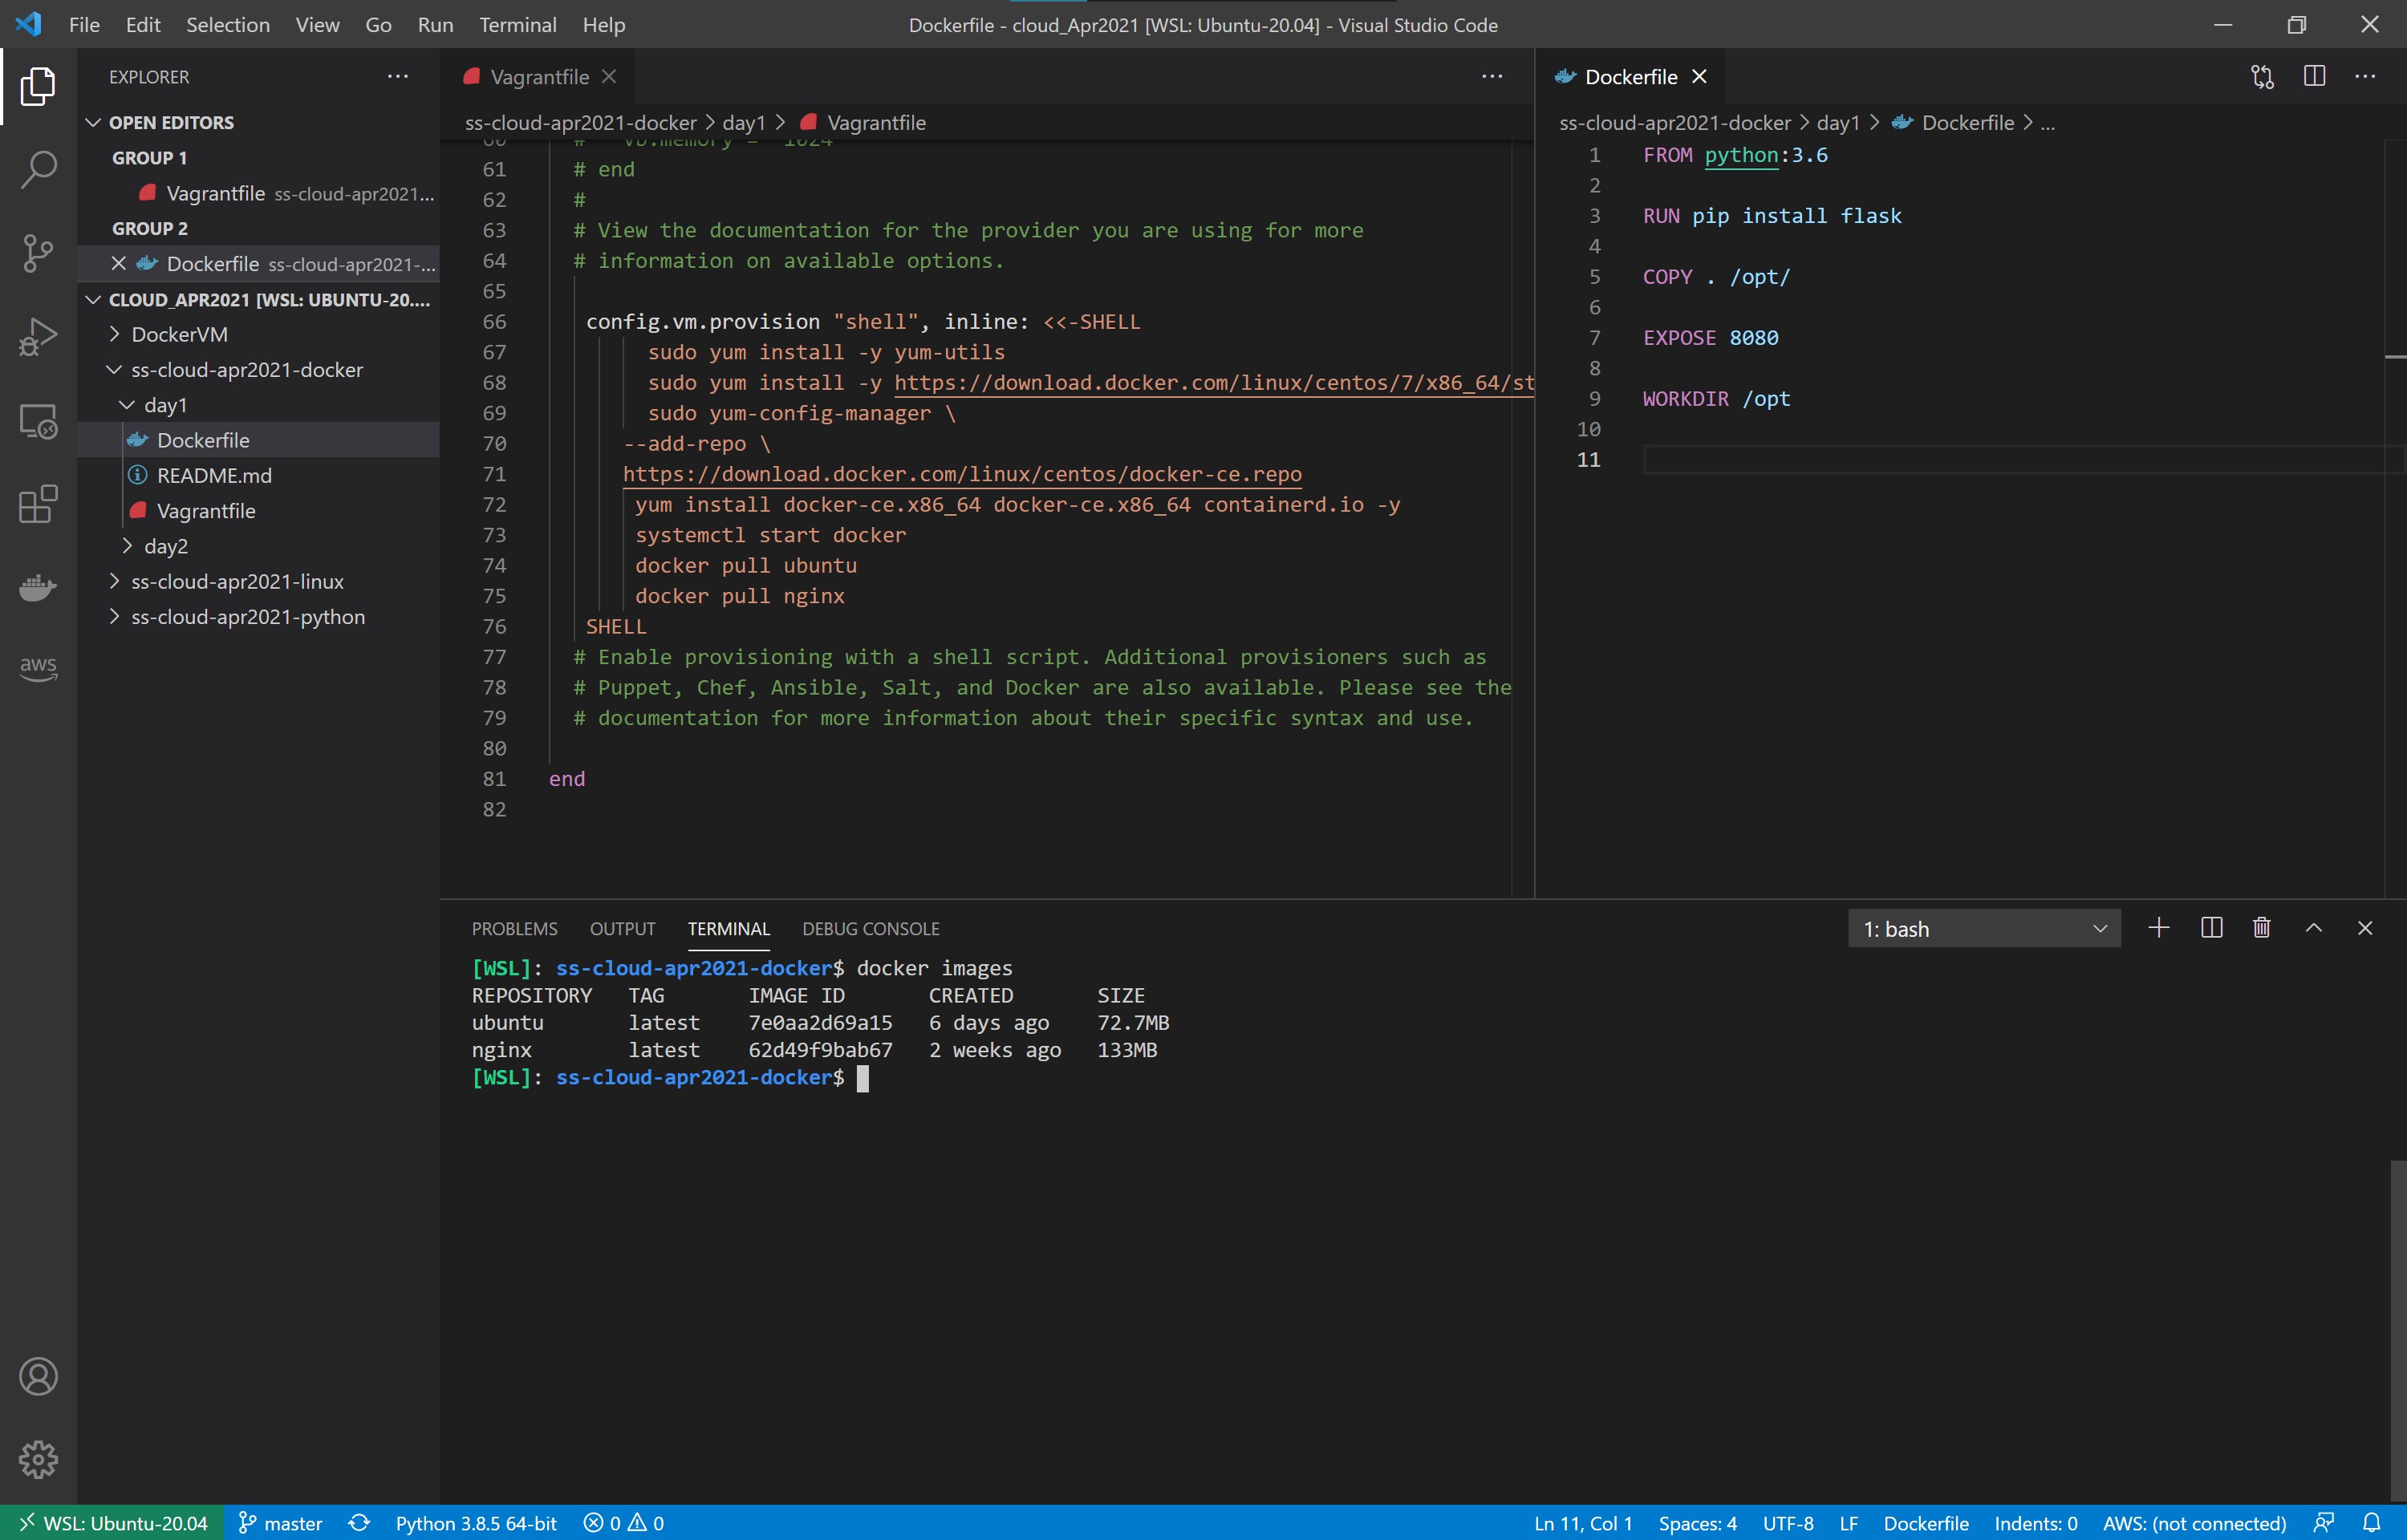 File Edit Selection View Go Run Terminal Help
Dockerfile - cloud_Apr2021 [WSL: Ubuntu-20.04] - Visual Studio Code
EXPLORER
OPEN EDITORS
GROUP 1
Vagrantfile ss-cloud-apr2021...
GROUP 2
Dockerfile ss-cloud-apr2021-...
CLOUD_APR2021 [WSL: UBUNTU-20....
DockerVM
ss-cloud-apr2021-docker
day1
Dockerfile
README.md
Vagrantfile
day2
ss-cloud-apr2021-linux
ss-cloud-apr2021-python
aws
Vagrantfile
ss-cloud-apr2021-docker > day1 > Vagrantfile
61 # end
62 #
63 # View the documentation for the provider you are using for more
64 # information on available options.
65
66 config.vm.provision "shell", inline: <<-SHELL
67 sudo yum install -y yum-utils
68 sudo yum install -y https://download.docker.com/linux/centos/7/x86_64/st
69 sudo yum-config-manager \
70 --add-repo \
71 https://download.docker.com/linux/centos/docker-ce.repo
72 yum install docker-ce.x86_64 docker-ce.x86_64 containerd.io -y
73 systemctl start docker
74 docker pull ubuntu
75 docker pull nginx
76 SHELL
77 # Enable provisioning with a shell script. Additional provisioners such as
78 # Puppet, Chef, Ansible, Salt, and Docker are also available. Please see the
79 # documentation for more information about their specific syntax and use.
80
81 end
82
Dockerfile
ss-cloud-apr2021-docker > day1 > Dockerfile > ...
1 FROM python:3.6
2
3 RUN pip install flask
4
5 COPY . /opt/
6
7 EXPOSE 8080
8
9 WORKDIR /opt
10
11
PROBLEMS OUTPUT TERMINAL DEBUG CONSOLE
1: bash
[WSL]: ss-cloud-apr2021-docker$ docker images
REPOSITORY TAG IMAGE ID CREATED SIZE
ubuntu latest 7e0aa2d69a15 6 days ago 72.7MB
nginx latest 62d49f9bab67 2 weeks ago 133MB
[WSL]: ss-cloud-apr2021-docker$
WSL: Ubuntu-20.04 master Python 3.8.5 64-bit 0 0
Ln 11, Col 1 Spaces: 4 UTF-8 LF Dockerfile Indents: 0 AWS: (not connected)